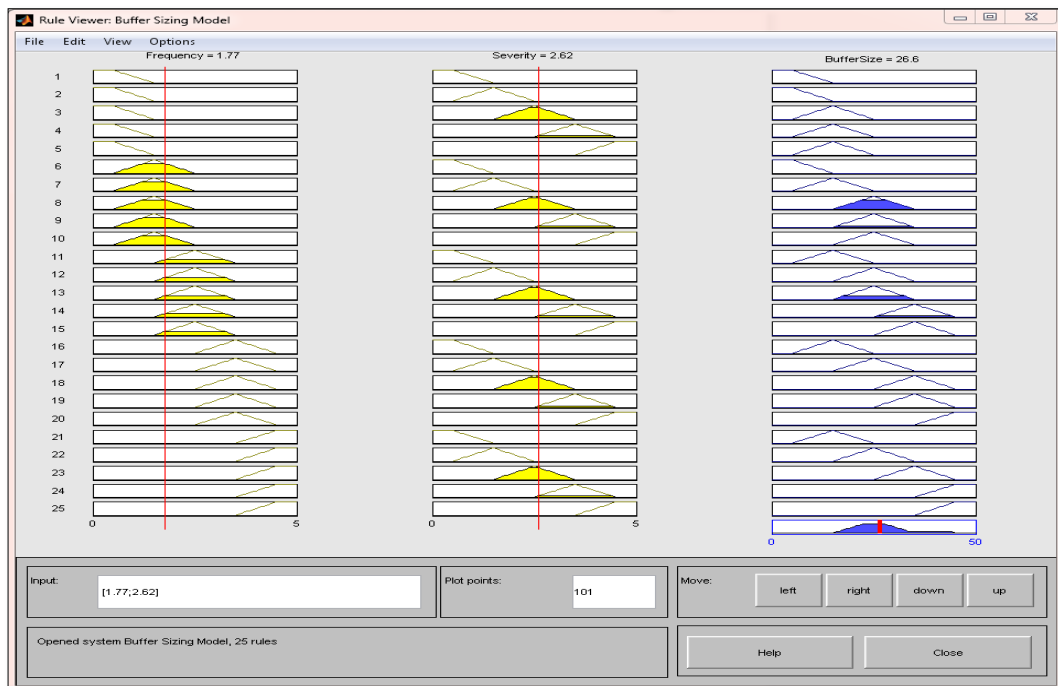 Rule Viewer: Buffer Sizing Model
File Edit View Options
Frequency = 1.77
Severity = 2.62
BufferSize = 26.6
1
2
3
4
5
6
7
8
9
10
11
12
13
14
15
16
17
18
19
20
21
22
23
24
25
0 5
0 5
0 50
Input:
[1.77;2.62]
Plot points:
101
Move:
left right down up
Opened system Buffer Sizing Model, 25 rules
Help Close